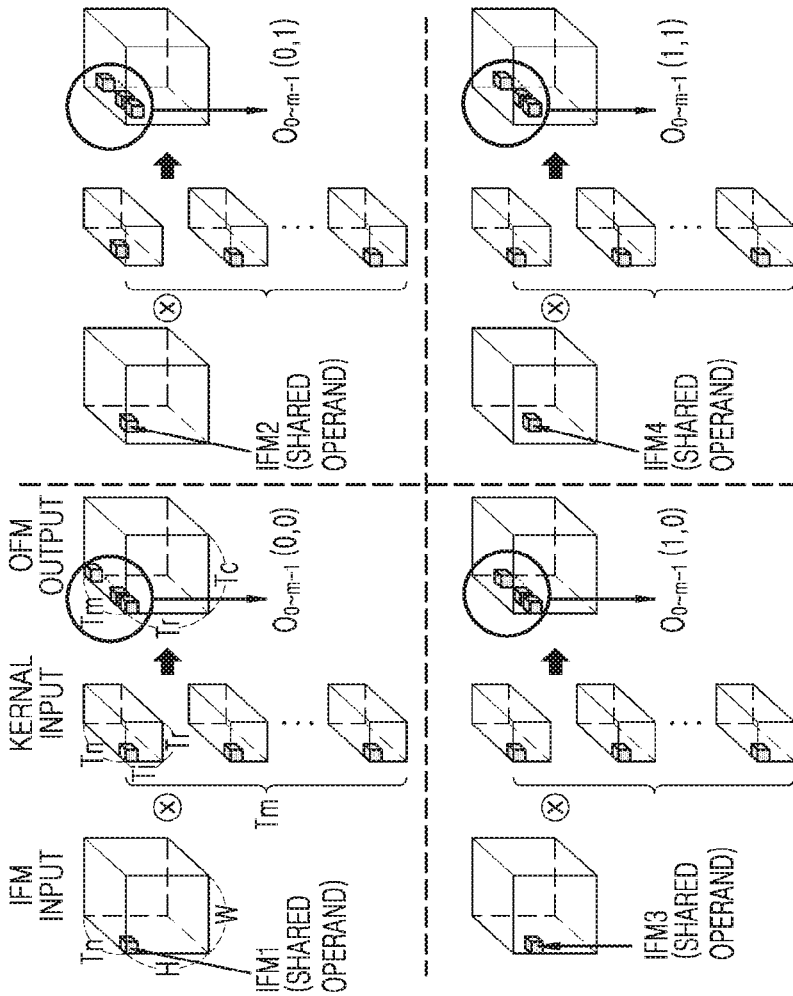 IFM
INPUT
KERNAL
INPUT
OFM
OUTPUT
Tn
H
W
IFM1
(SHARED
OPERAND)
X
Tm
Tn
Ti
Tr
Tm
Tr
Tc
O0~m-1 (0,0)
IFM2
(SHARED
OPERAND)
X
...
O0~m-1 (0,1)
IFM3
(SHARED
OPERAND)
X
...
O0~m-1 (1,0)
IFM4
(SHARED
OPERAND)
X
...
O0~m-1 (1,1)